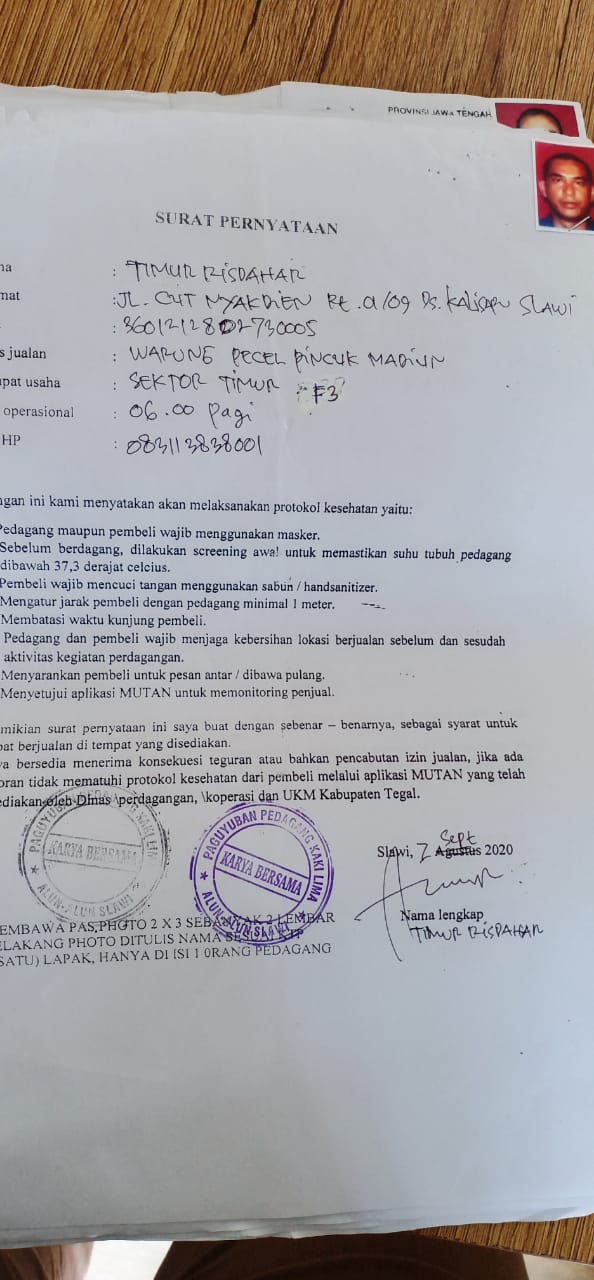 PROVINSI JAWA TENGAH
SURAT PERNYATAAN
na : TIMUR RISDAHAR
mat : JL. CUT NYAKDIEN Rt. 01/09 Ds. Kalisapu SLAWI
: 3601212802730005
s jualan : WARUNG PECEL PINCUK MADIUN
pat usaha : SEKTOR TIMUR F3
operasional : 06.00 pagi
HP : 083113838001
ngan ini kami menyatakan akan melaksanakan protokol kesehatan yaitu:
Pedagang maupun pembeli wajib menggunakan masker.
Sebelum berdagang, dilakukan screening awal untuk memastikan suhu tubuh pedagang
dibawah 37,3 derajat celcius.
Pembeli wajib mencuci tangan menggunakan sabun / handsanitizer.
Mengatur jarak pembeli dengan pedagang minimal 1 meter.
Membatasi waktu kunjung pembeli.
Pedagang dan pembeli wajib menjaga kebersihan lokasi berjualan sebelum dan sesudah
aktivitas kegiatan perdagangan.
Menyarankan pembeli untuk pesan antar / dibawa pulang.
Menyetujui aplikasi MUTAN untuk memonitoring penjual.
mikian surat pernyataan ini saya buat dengan sebenar – benarnya, sebagai syarat untuk
pat berjualan di tempat yang disediakan.
ya bersedia menerima konsekuesi teguran atau bahkan pencabutan izin jualan, jika ada
oran tidak mematuhi protokol kesehatan dari pembeli melalui aplikasi MUTAN yang telah
ediakan oleh Dinas \perdagangan, \koperasi dan UKM Kabupaten Tegal.
PAGUYUBAN PEDAGANG KAKI LIM
KARYA BERSAMA
ALUN-ALUN SLAWI
PAGUYUBAN PEDAGANG KAKI LIMA
KARYA BERSAMA
ALUN-ALUN SLAWI
Sept
Slawi, 7 Agustus 2020
Nama lengkap
TIMUR RISDAHAR
EMBAWA PAS PHOTO 2 X 3 SEBANYAK 2 LEMBAR
ELAKANG PHOTO DITULIS NAMA SESUAI KTP
SATU) LAPAK, HANYA DI ISI 1 0RANG PEDAGANG